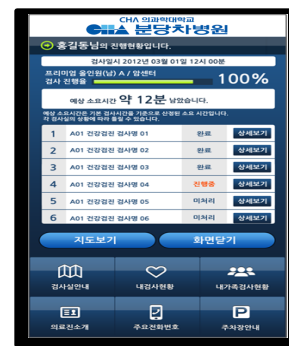 CHA 의과학대학교
CHA 분당차병원
홍길동님의 진행현황입니다.
검사일시 2012년 03월 01일 12시 00분
프리미엄 올인원(남) A / 암센터
검사 진행율 100%
예상 소요시간 약 12분 남았습니다.
예상 소요시간은 기본 검사시간을 기준으로 산정된 소요 시간입니다.
각 검사실의 상황에 따라 틀릴 수 있습니다.
1 A01 건강검진 검사명 01 완료 상세보기
2 A01 건강검진 검사명 02 완료 상세보기
3 A01 건강검진 검사명 03 완료 상세보기
4 A01 건강검진 검사명 04 진행중 상세보기
5 A01 건강검진 검사명 05 미처리 상세보기
6 A01 건강검진 검사명 06 미처리 상세보기
지도보기 화면닫기
검사실안내 내검사현황 내가족검사현황
의료진소개 주요전화번호 주차장안내